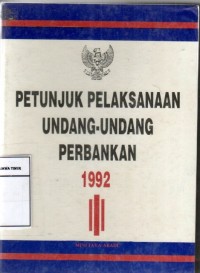 PETUNJUK PELAKSANAAN
UNDANG-UNDANG
PERBANKAN
1992